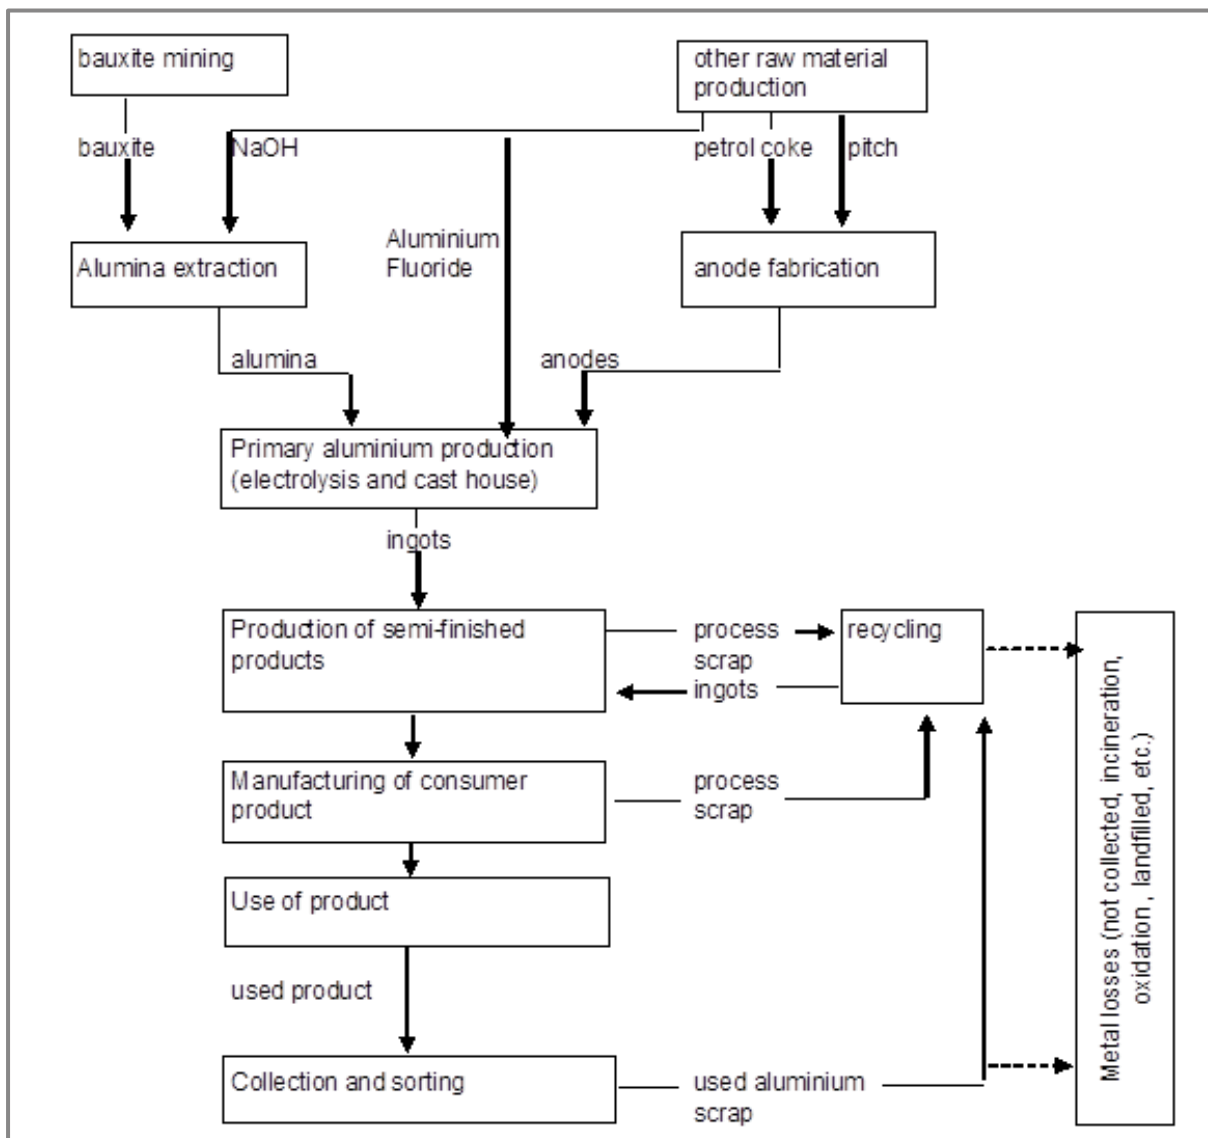 bauxite mining
other raw material
production
bauxite
NaOH
petrol coke
pitch
Aluminium
Fluoride
Alumina extraction
anode fabrication
alumina
anodes
Primary aluminium production
(electrolysis and cast house)
ingots
Production of semi-finished
products
process
scrap
ingots
recycling
Manufacturing of consumer
product
process
scrap
Use of product
used product
Collection and sorting
used aluminium
scrap
Metal losses (not collected, incineration,
oxidation, landfilled, etc.)